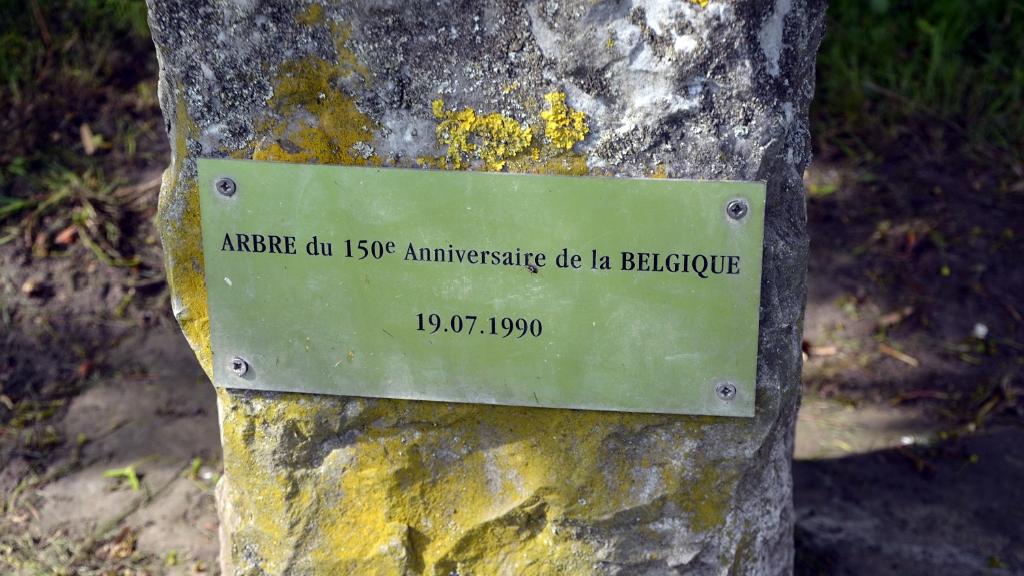 ARBRE du 150e Anniversaire de la BELGIQUE
19.07.1990